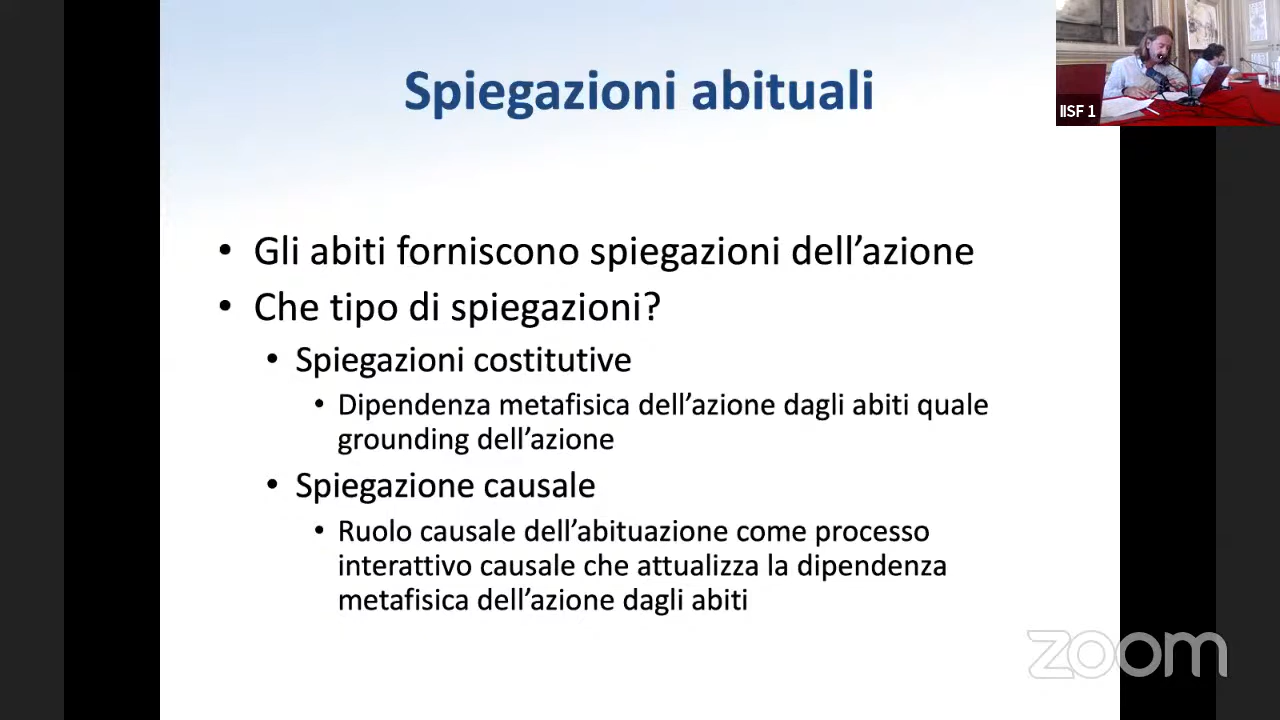 Spiegazioni abituali
IISF 1
• Gli abiti forniscono spiegazioni dell’azione
• Che tipo di spiegazioni?
• Spiegazioni costitutive
• Dipendenza metafisica dell’azione dagli abiti quale
grounding dell’azione
• Spiegazione causale
• Ruolo causale dell’abituazione come processo
interattivo causale che attualizza la dipendenza
metafisica dell’azione dagli abiti
zoom